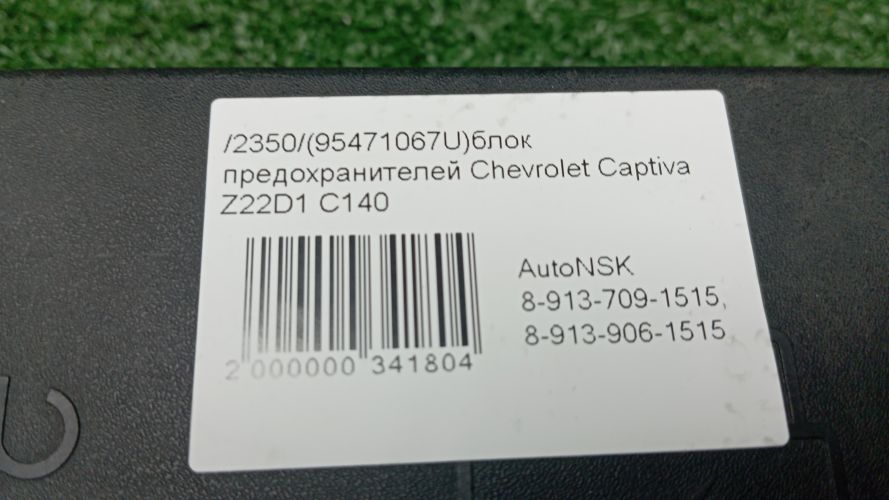 /2350/(95471067U)блок
предохранителей Chevrolet Captiva
Z22D1 C140
AutoNSK
8-913-709-1515,
8-913-906-1515
2 000000 341804